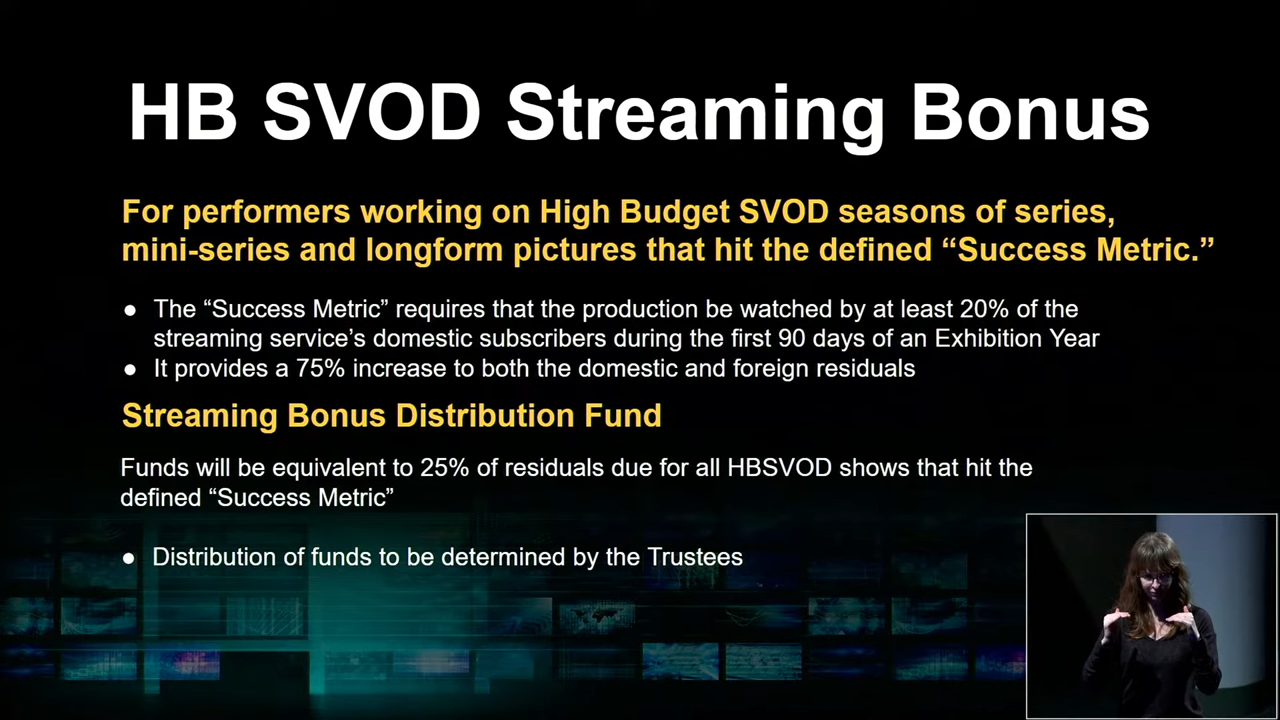 HB SVOD Streaming Bonus
For performers working on High Budget SVOD seasons of series,
mini-series and longform pictures that hit the defined “Success Metric.”
● The “Success Metric” requires that the production be watched by at least 20% of the
streaming service’s domestic subscribers during the first 90 days of an Exhibition Year
● It provides a 75% increase to both the domestic and foreign residuals
Streaming Bonus Distribution Fund
Funds will be equivalent to 25% of residuals due for all HBSVOD shows that hit the
defined “Success Metric”
● Distribution of funds to be determined by the Trustees